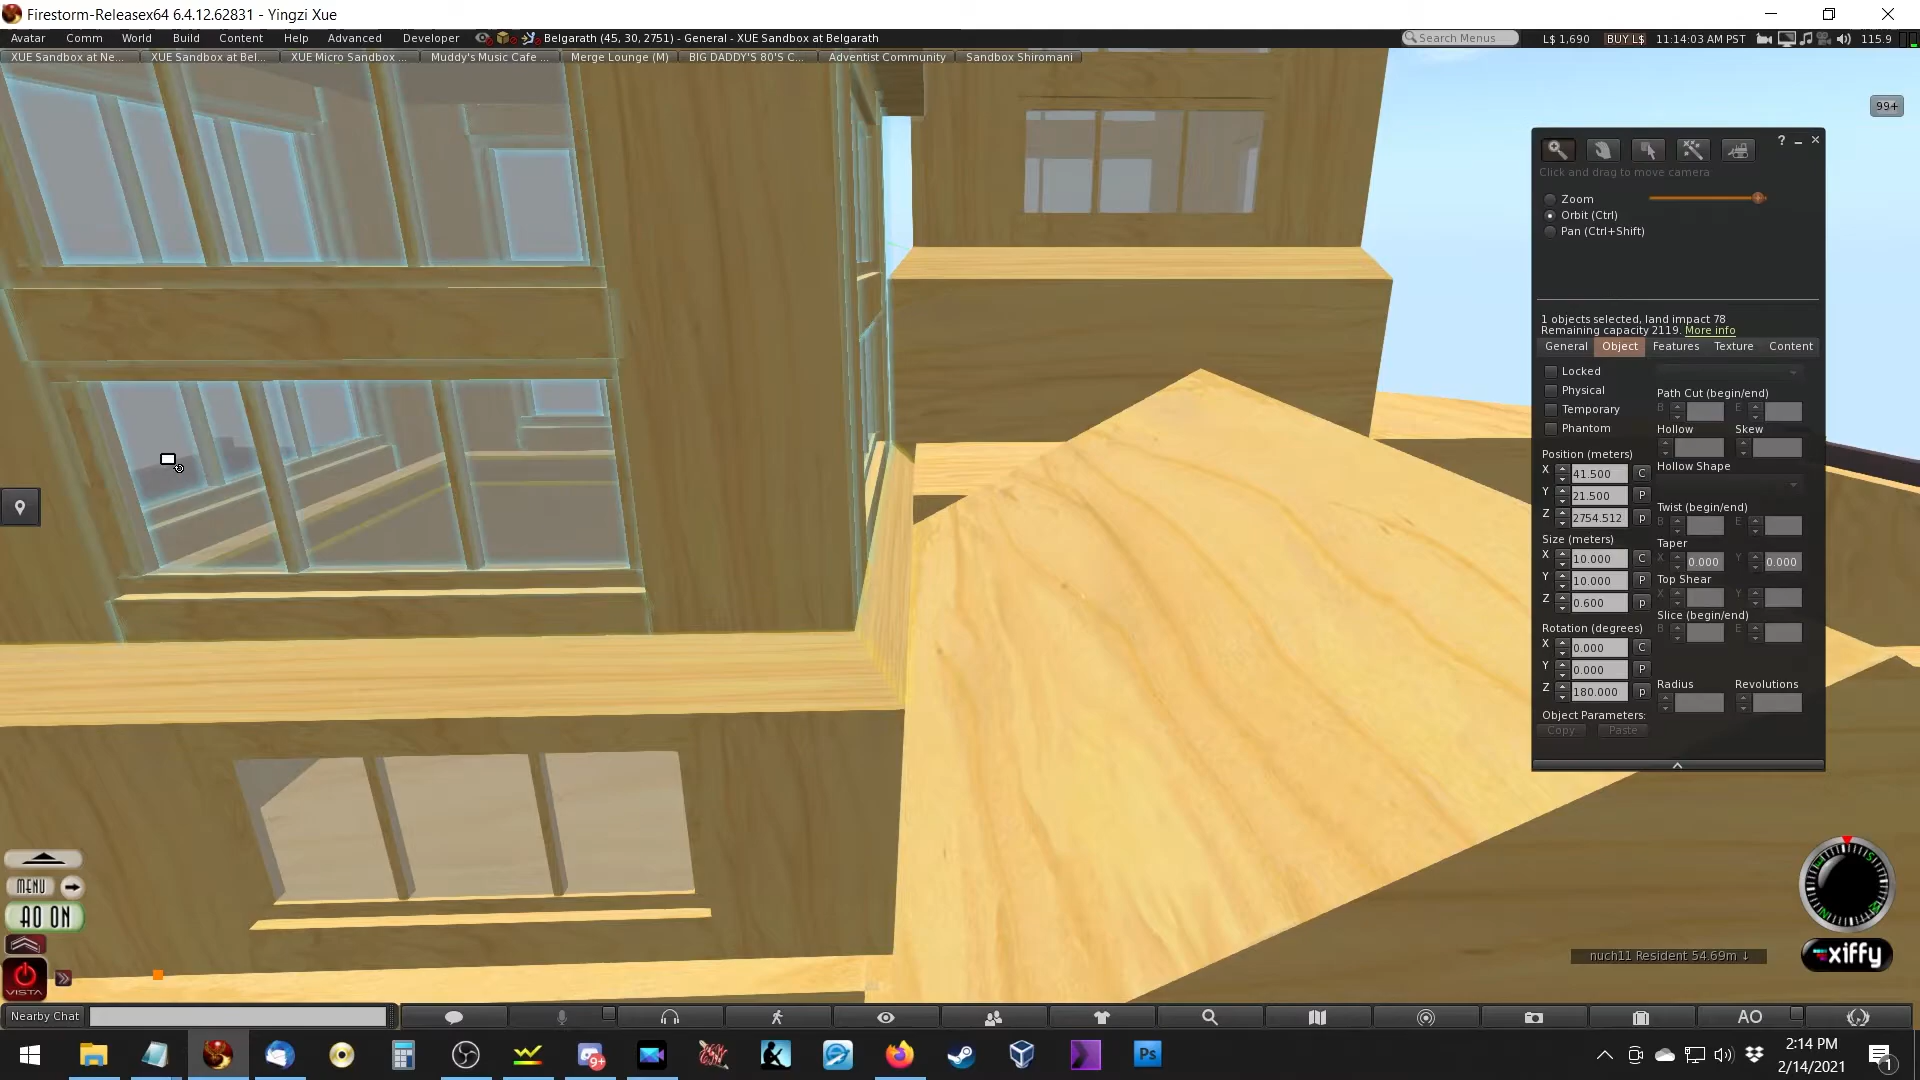 Firestorm-Releasex64 6.4.12.62831 - Yingzi Xue
Avatar Comm World Build Content Help Advanced Developer Belgarath (45, 30, 2751) - General - XUE Sandbox at Belgarath Search Menus L$ 1,690 BUY L$ 11:14:03 AM PST 115.9
XUE Sandbox at Ne... XUE Sandbox at Bel... XUE Micro Sandbox ... Muddy's Music Cafe ... Merge Lounge (M) BIG DADDY'S 80'S C... Adventist Community Sandbox Shiromani
99+
?
Click and drag to move camera
Zoom
Orbit (Ctrl)
Pan (Ctrl+Shift)
1 objects selected, land impact 78
Remaining capacity 2119. More info
General Object Features Texture Content
Locked
Physical
Temporary
Phantom
Path Cut (begin/end)
B E
Hollow Skew
Position (meters)
X 41.500 C
Y 21.500 P
Z 2754.512 p
Hollow Shape
Twist (begin/end)
B E
Size (meters)
X 10.000 C
Y 10.000 P
Z 0.600 p
Taper
X 0.000 Y 0.000
Top Shear
X Y
Slice (begin/end)
B E
Rotation (degrees)
X 0.000 C
Y 0.000 P
Z 180.000 p
Radius Revolutions
Object Parameters:
Copy Paste
MENU
AO ON
VISTA
nuch11 Resident 54.69m ↓
xiffy
Nearby Chat
AO
Ps
2:14 PM
2/14/2021
1